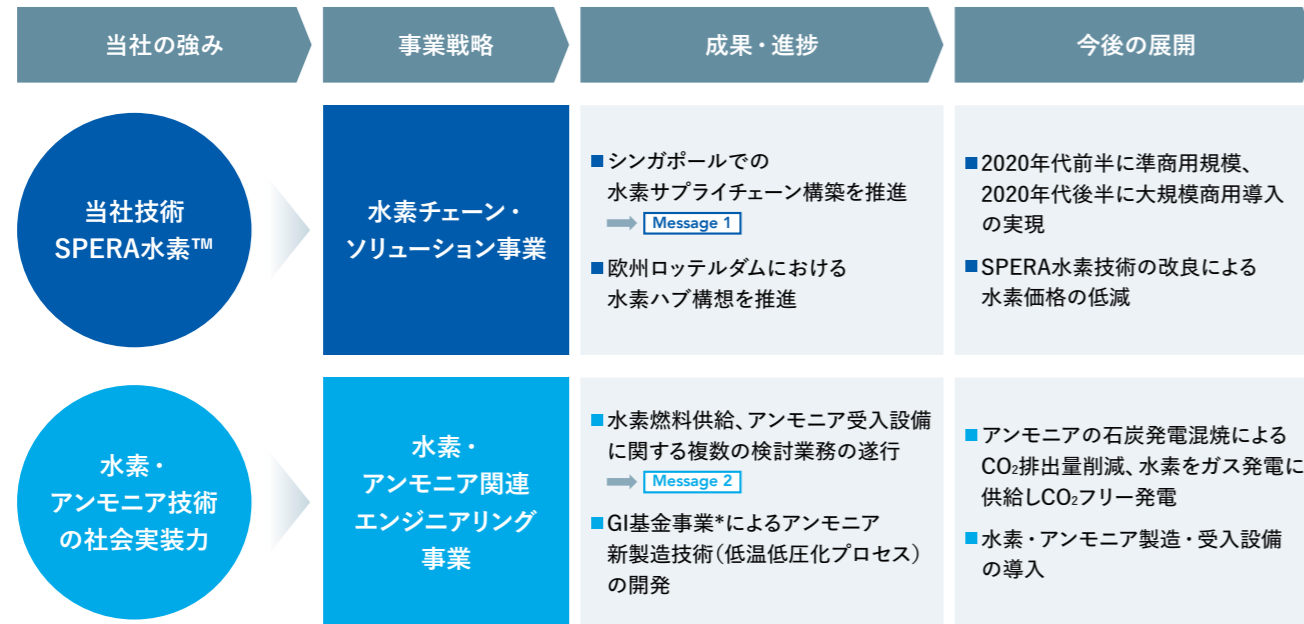 当社の強み
事業戦略
成果・進捗
今後の展開
当社技術
SPERA水素™
水素チェーン・
ソリューション事業
■シンガポールでの
水素サプライチェーン構築を推進
Message 1
■欧州ロッテルダムにおける
水素ハブ構想を推進
■2020年代前半に準商用規模、
2020年代後半に大規模商用導入
の実現
■SPERA水素技術の改良による
水素価格の低減
水素・
アンモニア技術
の社会実装力
水素・
アンモニア関連
エンジニアリング
事業
■水素燃料供給、アンモニア受入設備
に関する複数の検討業務の遂行
Message 2
■GI基金事業*によるアンモニア
新製造技術（低温低圧化プロセス）
の開発
■アンモニアの石炭発電混焼による
CO₂排出量削減、水素をガス発電に
供給しCO₂フリー発電
■水素・アンモニア製造・受入設備
の導入